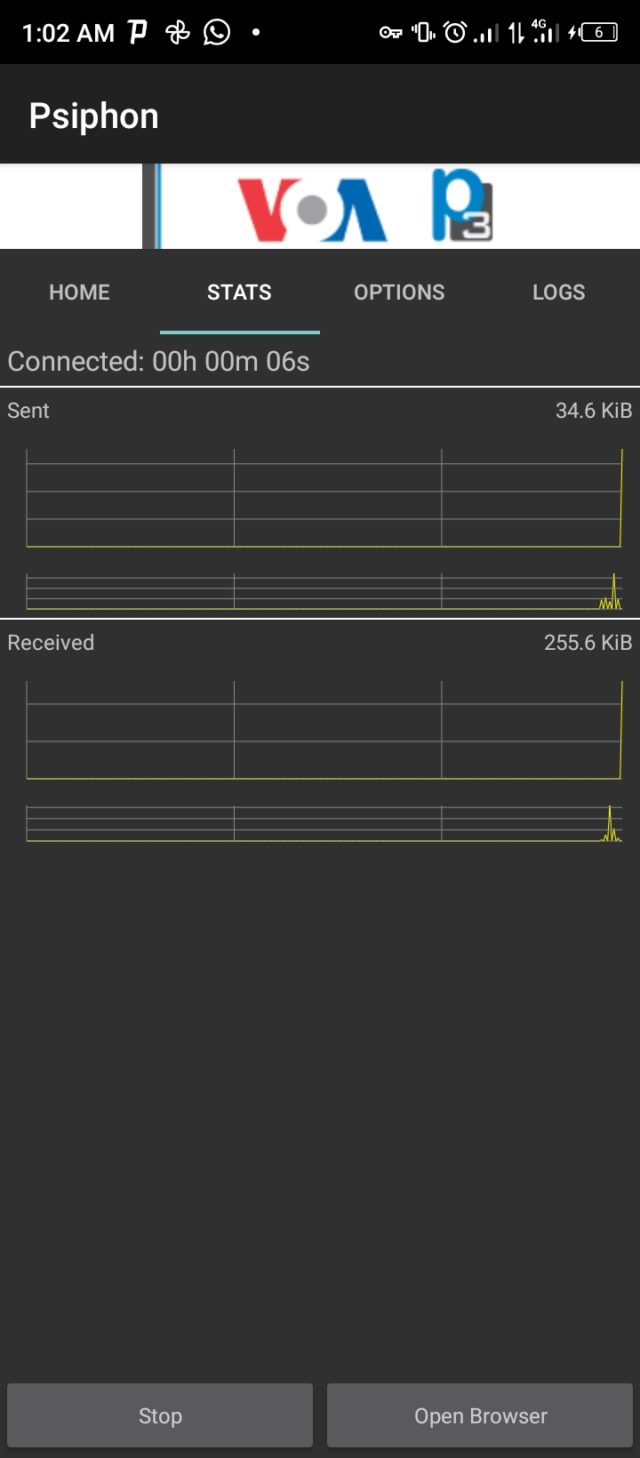 1:02 AM 4G 6
Psiphon
VOA P3
HOME STATS OPTIONS LOGS
Connected: 00h 00m 06s
Sent 34.6 KiB
Received 255.6 KiB
Stop Open Browser